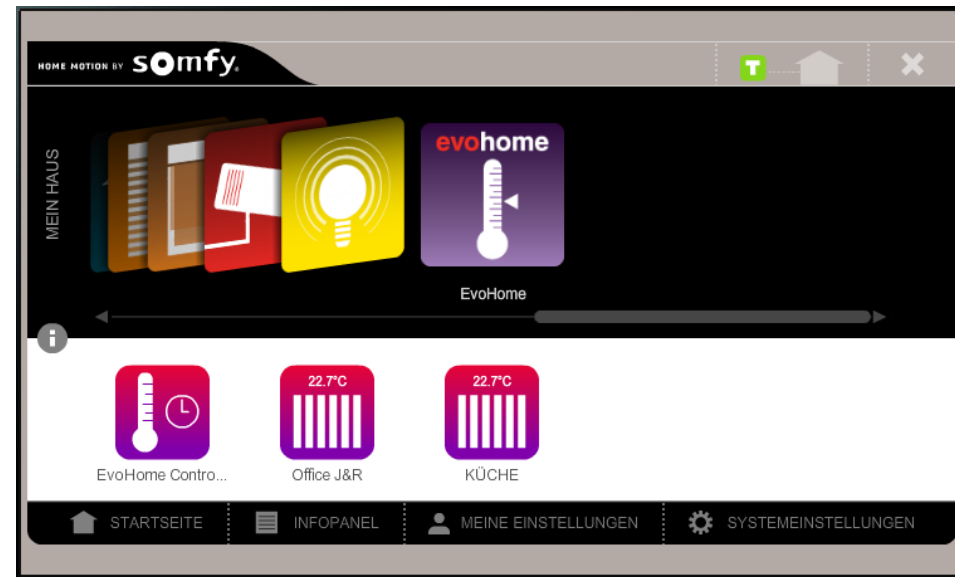 HOME MOTION BY somfy.
T
MEIN HAUS
evohome
EvoHome
i
22.7°C
22.7°C
EvoHome Contro...
Office J&R
KÜCHE
STARTSEITE
INFOPANEL
MEINE EINSTELLUNGEN
SYSTEMEINSTELLUNGEN